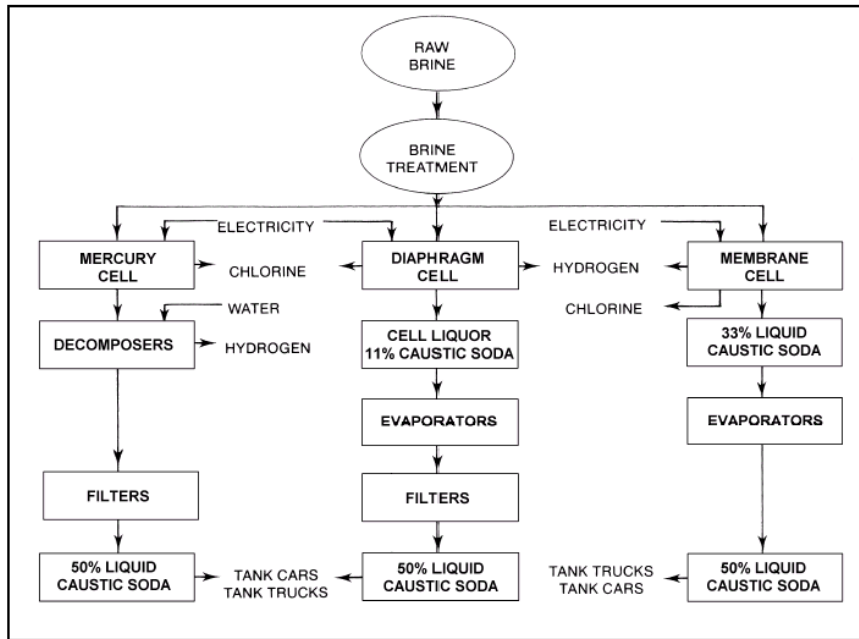 RAW
BRINE
BRINE
TREATMENT
ELECTRICITY
ELECTRICITY
MERCURY
CELL
CHLORINE
DIAPHRAGM
CELL
HYDROGEN
MEMBRANE
CELL
WATER
CHLORINE
DECOMPOSERS
HYDROGEN
CELL LIQUOR
11% CAUSTIC SODA
33% LIQUID
CAUSTIC SODA
EVAPORATORS
EVAPORATORS
FILTERS
FILTERS
50% LIQUID
CAUSTIC SODA
TANK CARS
TANK TRUCKS
50% LIQUID
CAUSTIC SODA
TANK TRUCKS
TANK CARS
50% LIQUID
CAUSTIC SODA